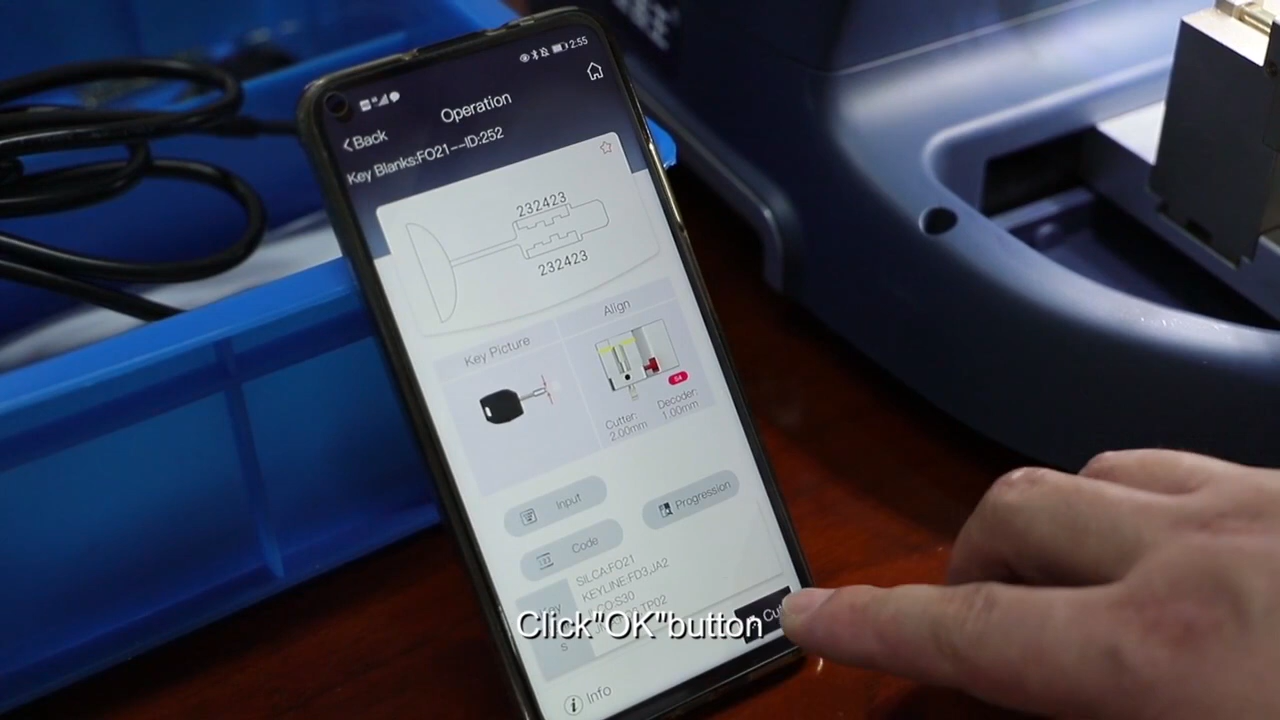 2:55
Back
Operation
Key Blanks:FO21--ID:252
232423
232423
Key Picture
Align
S4
Cutter:
2.00mm
Decoder:
1.00mm
Input
Progression
Code
SILCA:FO21
KEYLINE:FD3,JA2
Click"OK"button
Info